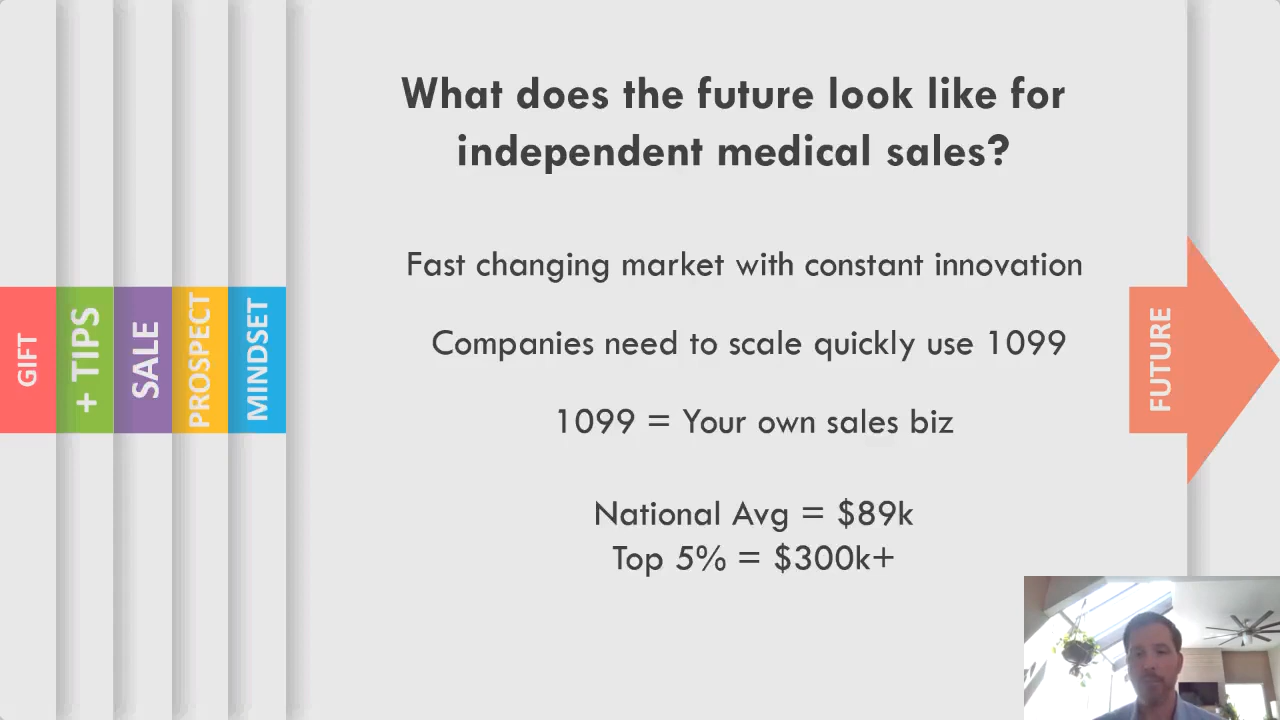 What does the future look like for
independent medical sales?
Fast changing market with constant innovation
Companies need to scale quickly use 1099
1099 = Your own sales biz
National Avg = $89k
Top 5% = $300k+
GIFT
+ TIPS
SALE
PROSPECT
MINDSET
FUTURE